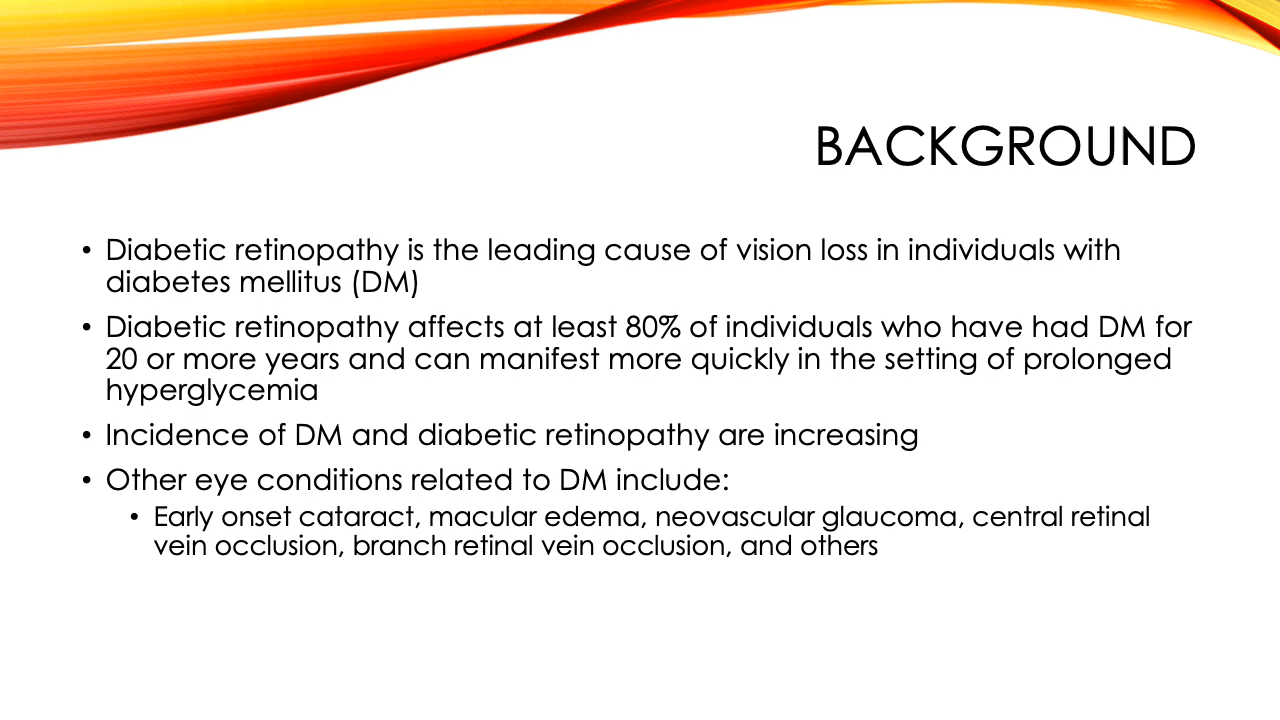 BACKGROUND
• Diabetic retinopathy is the leading cause of vision loss in individuals with
diabetes mellitus (DM)
• Diabetic retinopathy affects at least 80% of individuals who have had DM for
20 or more years and can manifest more quickly in the setting of prolonged
hyperglycemia
• Incidence of DM and diabetic retinopathy are increasing
• Other eye conditions related to DM include:
• Early onset cataract, macular edema, neovascular glaucoma, central retinal
vein occlusion, branch retinal vein occlusion, and others